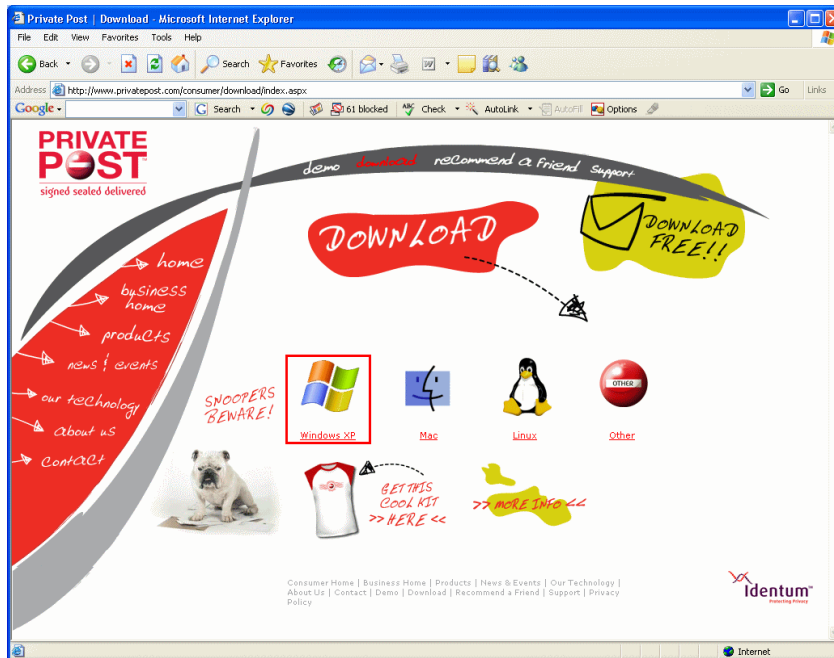 Private Post | Download - Microsoft Internet Explorer
File Edit View Favorites Tools Help
Back Search Favorites
Address http://www.privatepost.com/consumer/download/index.aspx Go Links
Google Search 61 blocked ABC Check AutoLink AutoFill Options
PRIVATE
POST
signed sealed delivered
demo download recommend a friend support
DOWNLOAD
DOWNLOAD
FREE!!
home
business
home
products
news & events
our technology
about us
contact
SNOOPERS
BEWARE!
OTHER
Windows XP Mac Linux Other
GET THIS
COOL KIT
>> HERE <<
>> MORE INFO <<
Consumer Home | Business Home | Products | News & Events | Our Technology |
About Us | Contact | Demo | Download | Recommend a Friend | Support | Privacy
Policy
Identum™
Protecting Privacy
Internet